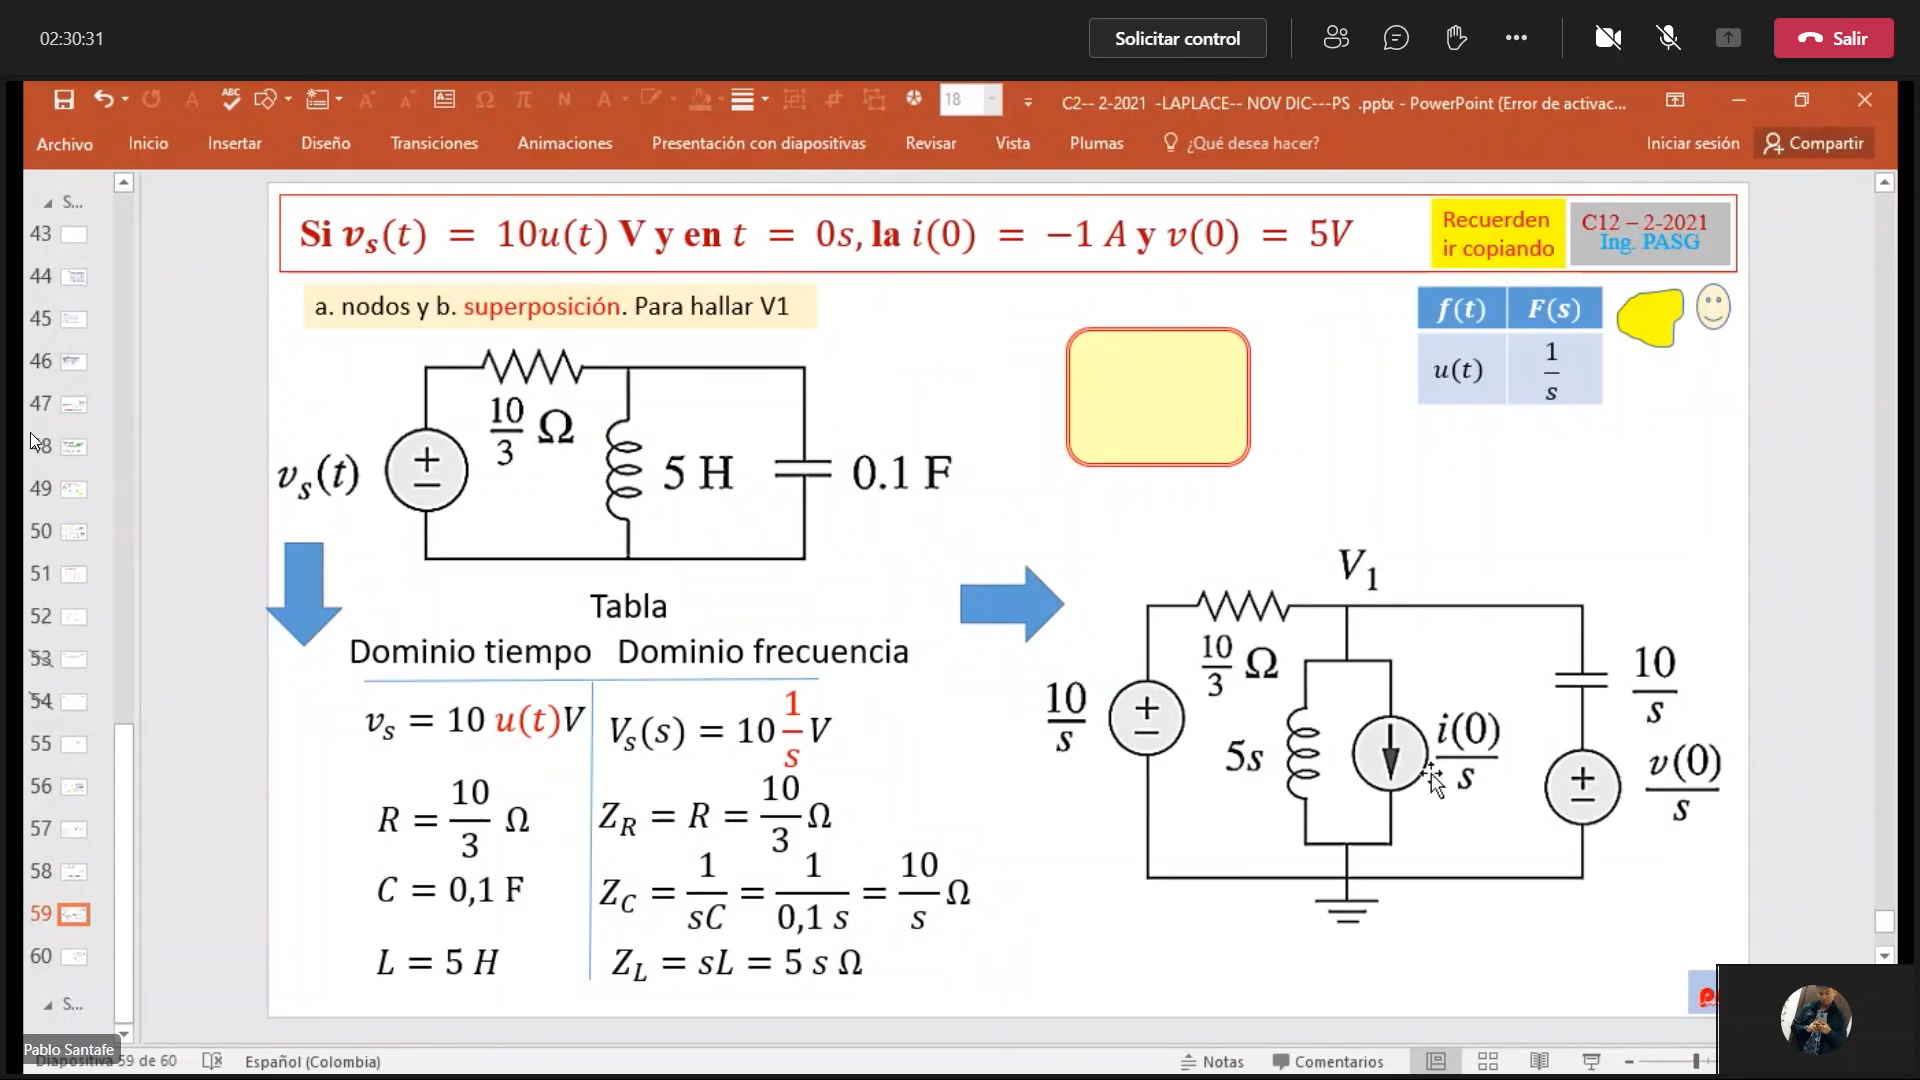 02:30:31
Solicitar control
Salir
18
C2-- 2-2021 -LAPLACE-- NOV DIC---PS .pptx - PowerPoint (Error de activac...
Archivo
Inicio
Insertar
Diseño
Transiciones
Animaciones
Presentación con diapositivas
Revisar
Vista
Plumas
¿Qué desea hacer?
Iniciar sesión
Compartir
S...
43
44
45
46
47
48
49
50
51
52
53
54
55
56
57
58
59
60
S...
Si v_s(t) = 10u(t) V y en t = 0s, la i(0) = −1 A y v(0) = 5V
Recuerden
ir copiando
C12 – 2-2021
Ing. PASG
a. nodos y b. superposición. Para hallar V1
f(t) F(s)
u(t) 1/s
v_s(t)
10/3 Ω
5 H
0.1 F
Tabla
Dominio tiempo Dominio frecuencia
v_s = 10 u(t)V V_s(s) = 10 1/s V
R = 10/3 Ω Z_R = R = 10/3 Ω
C = 0,1 F Z_C = 1/sC = 1/0,1 s = 10/s Ω
L = 5 H Z_L = sL = 5 s Ω
V_1
10/s
10/3 Ω
5s
i(0)/s
10/s
v(0)/s
Pablo Santafe
Diapositiva 59 de 60
Español (Colombia)
Notas
Comentarios